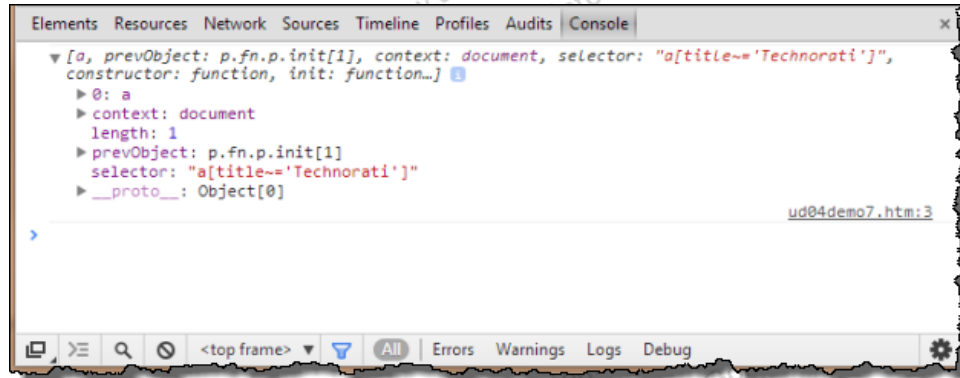 Elements Resources Network Sources Timeline Profiles Audits Console ×
▼ [a, prevObject: p.fn.p.init[1], context: document, selector: "a[title~='Technorati']",
constructor: function, init: function…]
▶ 0: a
▶ context: document
length: 1
▶ prevObject: p.fn.p.init[1]
selector: "a[title~='Technorati']"
▶ __proto__: Object[0]
ud04demo7.htm:3
>
<top frame> ▼ All Errors Warnings Logs Debug